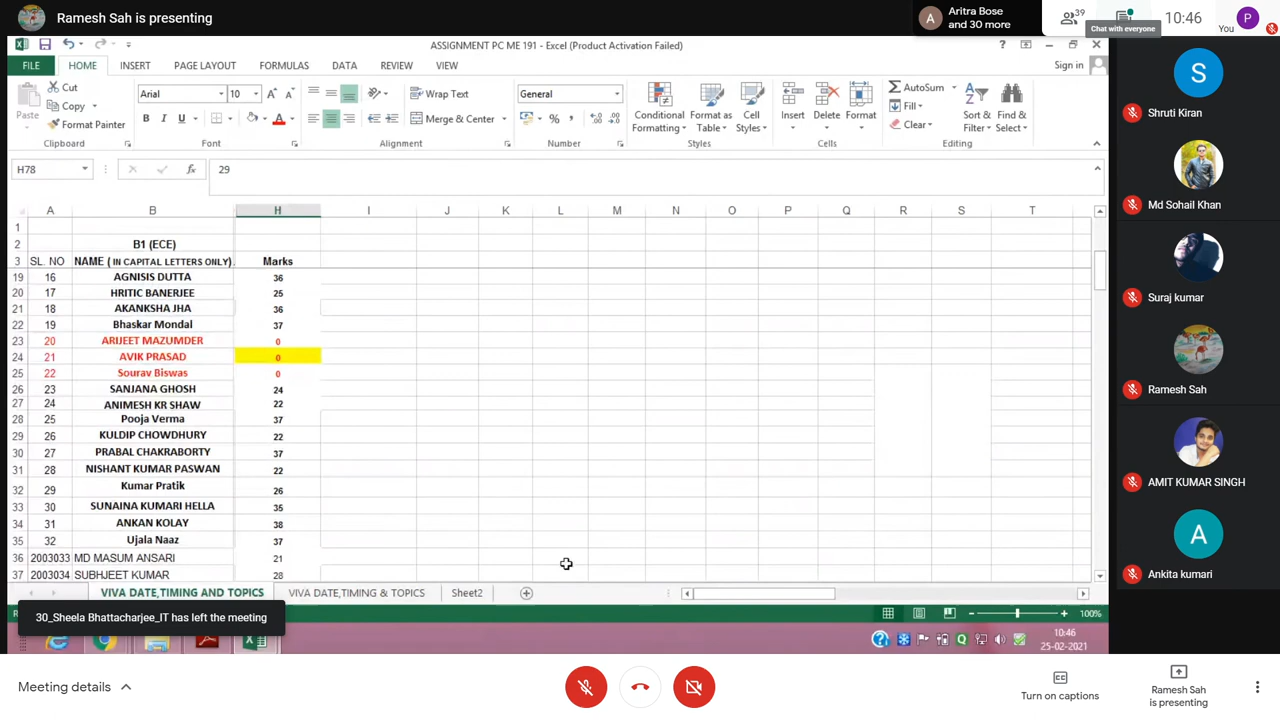 Ramesh Sah is presenting
A
Aritra Bose
and 30 more
39
10:46
Chat with everyone
P
You
ASSIGNMENT PC ME 191 - Excel (Product Activation Failed)
?
FILE HOME INSERT PAGE LAYOUT FORMULAS DATA REVIEW VIEW Sign in
Paste
Cut
Copy
Format Painter
Arial 10
B I U
Wrap Text
Merge & Center
General
%
Conditional Formatting
Format as Table
Cell Styles
Insert Delete Format
AutoSum
Fill
Clear
Sort & Filter
Find & Select
Clipboard Font Alignment Number Styles Cells Editing
H78 fx 29
A B H I J K L M N O P Q R S T
1
2 B1 (ECE)
3 SL. NO NAME ( IN CAPITAL LETTERS ONLY) Marks
19 16 AGNISIS DUTTA 36
20 17 HRITIC BANERJEE 25
21 18 AKANKSHA JHA 36
22 19 Bhaskar Mondal 37
23 20 ARIJEET MAZUMDER 0
24 21 AVIK PRASAD 0
25 22 Sourav Biswas 0
26 23 SANJANA GHOSH 24
27 24 ANIMESH KR SHAW 22
28 25 Pooja Verma 37
29 26 KULDIP CHOWDHURY 22
30 27 PRABAL CHAKRABORTY 37
31 28 NISHANT KUMAR PASWAN 22
32 29 Kumar Pratik 26
33 30 SUNAINA KUMARI HELLA 35
34 31 ANKAN KOLAY 38
35 32 Ujala Naaz 37
36 2003033 MD MASUM ANSARI 21
37 2003034 SUBHJEET KUMAR 28
VIVA DATE,TIMING AND TOPICS VIVA DATE,TIMING & TOPICS Sheet2
100%
30_Sheela Bhattacharjee_IT has left the meeting
10:46
25-02-2021
S
Shruti Kiran
Md Sohail Khan
Suraj kumar
Ramesh Sah
AMIT KUMAR SINGH
A
Ankita kumari
Meeting details
Turn on captions
Ramesh Sah
is presenting